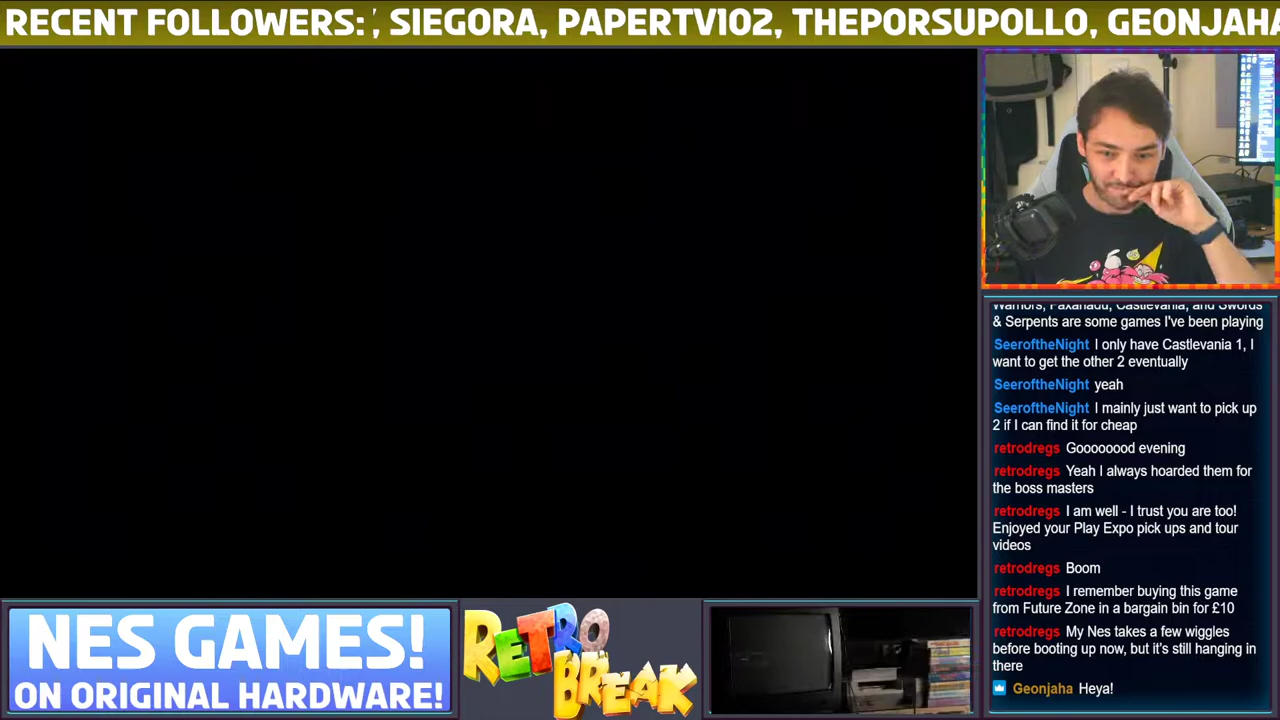 RECENT FOLLOWERS: , SIEGORA, PAPERTV102, THEPORSUPOLLO, GEONJAHA
Warriors, Faxanadu, Castlevania, and Swords
& Serpents are some games I've been playing
SeeroftheNight I only have Castlevania 1, I
want to get the other 2 eventually
SeeroftheNight yeah
SeeroftheNight I mainly just want to pick up
2 if I can find it for cheap
retrodregs Goooooood evening
retrodregs Yeah I always hoarded them for
the boss masters
retrodregs I am well - I trust you are too!
Enjoyed your Play Expo pick ups and tour
videos
retrodregs Boom
retrodregs I remember buying this game
from Future Zone in a bargain bin for £10
retrodregs My Nes takes a few wiggles
before booting up now, but it's still hanging in
there
Geonjaha Heya!
NES GAMES!
ON ORIGINAL HARDWARE!
RETRO
BREAK